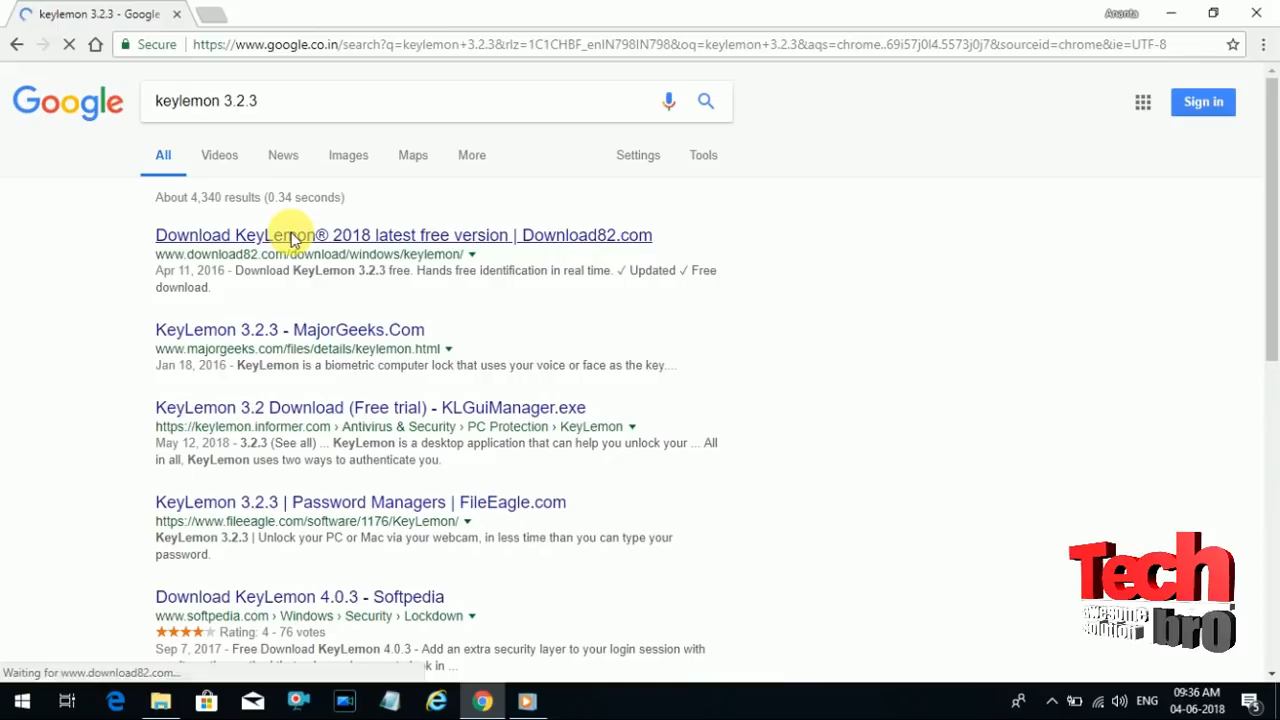 keylemon 3.2.3 - Google
Ananta
Secure
https://www.google.co.in/search?q=keylemon+3.2.3&rlz=1C1CHBF_enIN798IN798&oq=keylemon+3.2.3&aqs=chrome..69i57j0l4.5573j0j7&sourceid=chrome&ie=UTF-8
Google
keylemon 3.2.3
Sign in
All Videos News Images Maps More Settings Tools
About 4,340 results (0.34 seconds)
Download KeyLemon® 2018 latest free version | Download82.com
www.download82.com/download/windows/keylemon/
Apr 11, 2016 - Download KeyLemon 3.2.3 free. Hands free identification in real time. ✓ Updated ✓ Free
download.
KeyLemon 3.2.3 - MajorGeeks.Com
www.majorgeeks.com/files/details/keylemon.html
Jan 18, 2016 - KeyLemon is a biometric computer lock that uses your voice or face as the key....
KeyLemon 3.2 Download (Free trial) - KLGuiManager.exe
https://keylemon.informer.com › Antivirus & Security › PC Protection › KeyLemon
May 12, 2018 - 3.2.3 (See all) ... KeyLemon is a desktop application that can help you unlock your ... All
in all, KeyLemon uses two ways to authenticate you.
KeyLemon 3.2.3 | Password Managers | FileEagle.com
https://www.fileeagle.com/software/1176/KeyLemon/
KeyLemon 3.2.3 | Unlock your PC or Mac via your webcam, in less time than you can type your
password.
Download KeyLemon 4.0.3 - Softpedia
www.softpedia.com › Windows › Security › Lockdown
Rating: 4 - 76 votes
Sep 7, 2017 - Free Download KeyLemon 4.0.3 - Add an extra security layer to your login session with
k in ...
Waiting for www.download82.com...
Tech
awesome
solution
bro
ENG
09:36 AM
04-06-2018
5